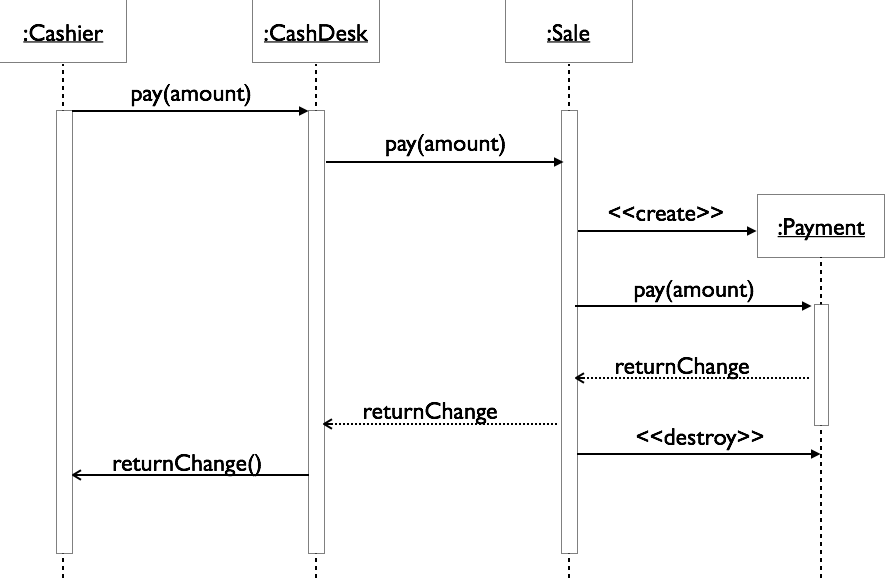 :Cashier
:CashDesk
:Sale
pay(amount)
pay(amount)
<<create>>
:Payment
pay(amount)
returnChange
returnChange
<<destroy>>
returnChange()